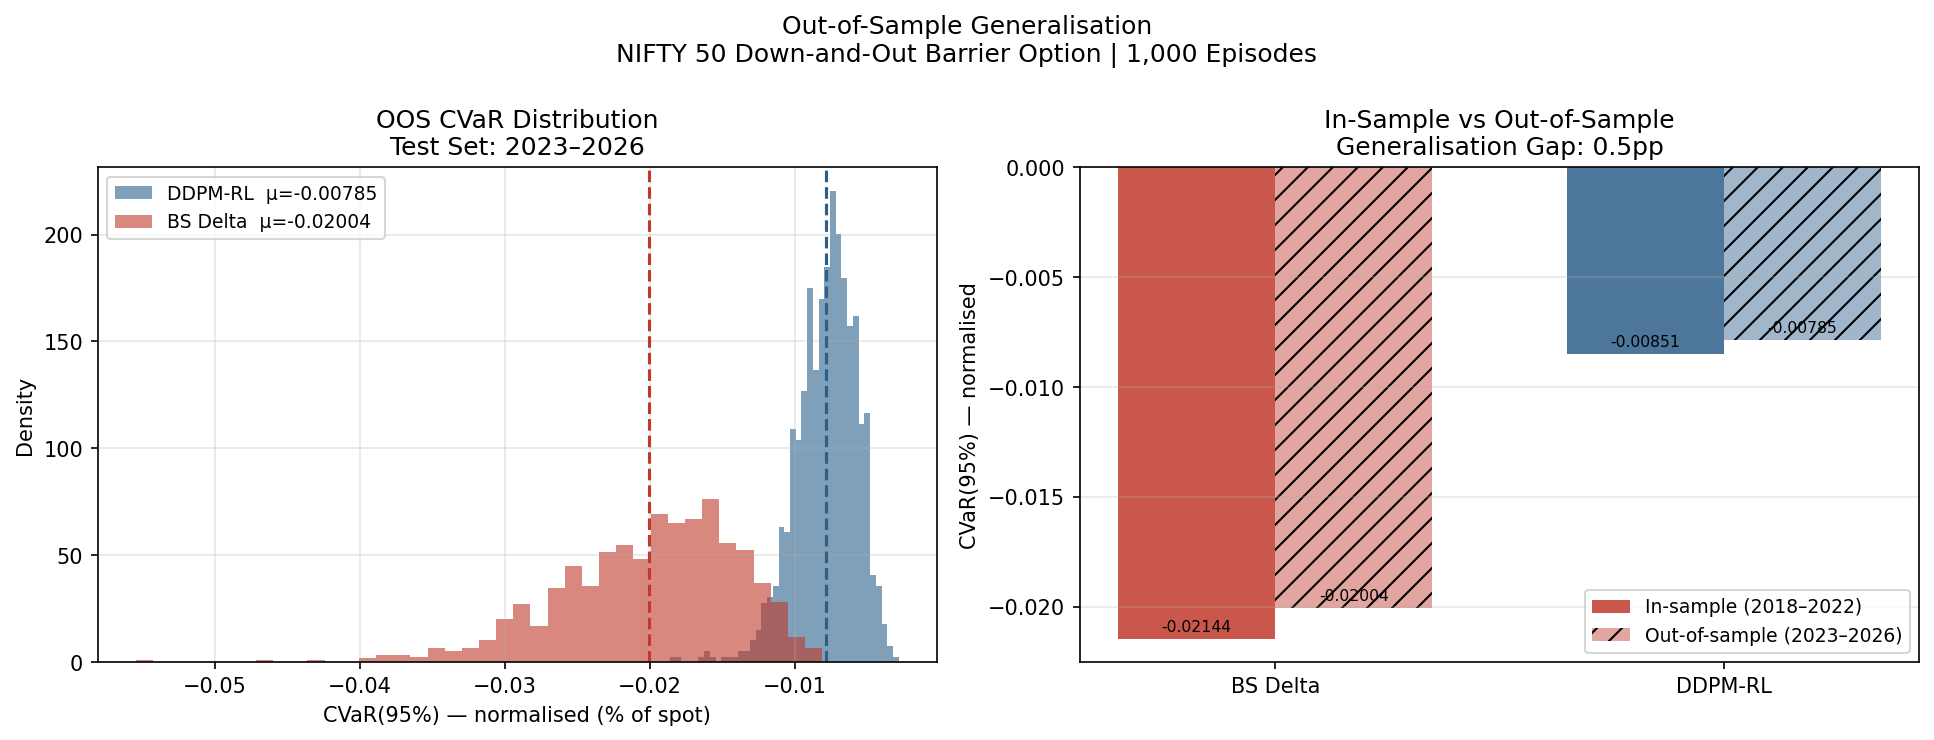 Out-of-Sample Generalisation
NIFTY 50 Down-and-Out Barrier Option | 1,000 Episodes
OOS CVaR Distribution
Test Set: 2023–2026
DDPM-RL  μ=-0.00785
BS Delta  μ=-0.02004
Density
200
150
100
50
0
−0.05
−0.04
−0.03
−0.02
−0.01
CVaR(95%) — normalised (% of spot)
In-Sample vs Out-of-Sample
Generalisation Gap: 0.5pp
CVaR(95%) — normalised
0.000
−0.005
−0.010
−0.015
−0.020
-0.02144
-0.02004
-0.00851
-0.00785
In-sample (2018–2022)
Out-of-sample (2023–2026)
BS Delta
DDPM-RL